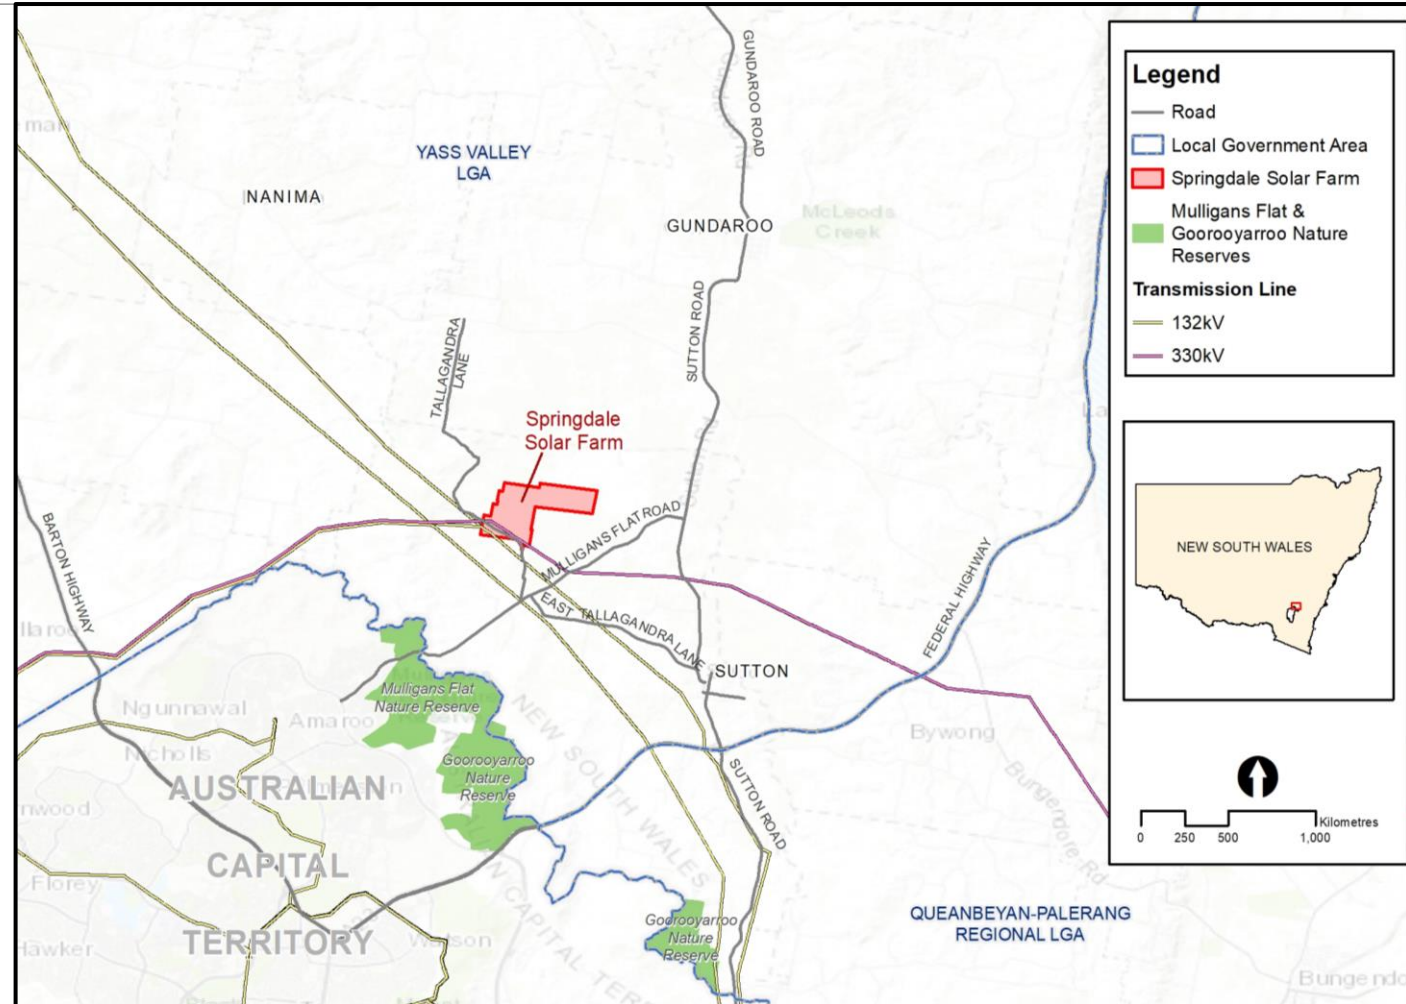 GUNDAROO ROAD
YASS VALLEY
LGA
NANIMA
GUNDAROO
McLeods
Creek
SUTTON ROAD
TALLAGANDRA
LANE
Springdale
Solar Farm
MULLIGANS FLAT ROAD
BARTON HIGHWAY
EAST TALLAGANDRA LANE
FEDERAL HIGHWAY
SUTTON
Mulligans Flat
Nature Reserve
Ngunnawal
Amaroo
Nicholls
Goorooyarroo
Nature
Reserve
NEW SOUTH WALES
AUSTRALIAN
CAPITAL
TERRITORY
Bywong
SUTTON ROAD
Bungendore Rd
Florey
Hawker
Watson
Goorooyarroo
Nature
Reserve
QUEANBEYAN-PALERANG
REGIONAL LGA
Legend
Road
Local Government Area
Springdale Solar Farm
Mulligans Flat &
Goorooyarroo Nature
Reserves
Transmission Line
132kV
330kV
NEW SOUTH WALES
Kilometres
0 250 500 1,000